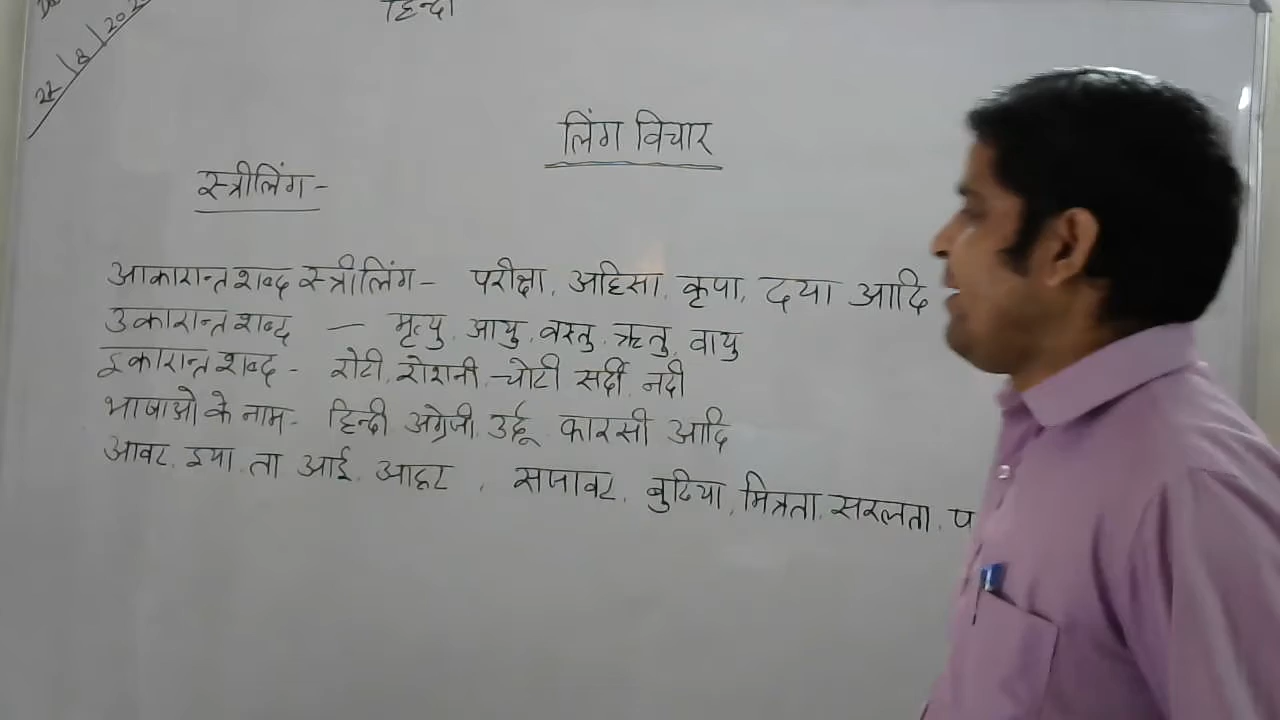 हिन्दी
लिंग विचार
स्त्रीलिंग -
आकारान्त शब्द स्त्रीलिंग - परीक्षा, अहिसा, कृपा, दया आदि
उकारान्त शब्द — मृत्यु, आयु, वस्तु, ऋतु, वायु
इकारान्त शब्द - रोटी, रोशनी, चोटी सर्दी, नदी
भाषाओ के नाम - हिन्दी अग्रेजी, उर्दू, फारसी आदि
आवट, इया, ता आई, आहट , सजावट, बुढिया, मित्रता, सरलता, प